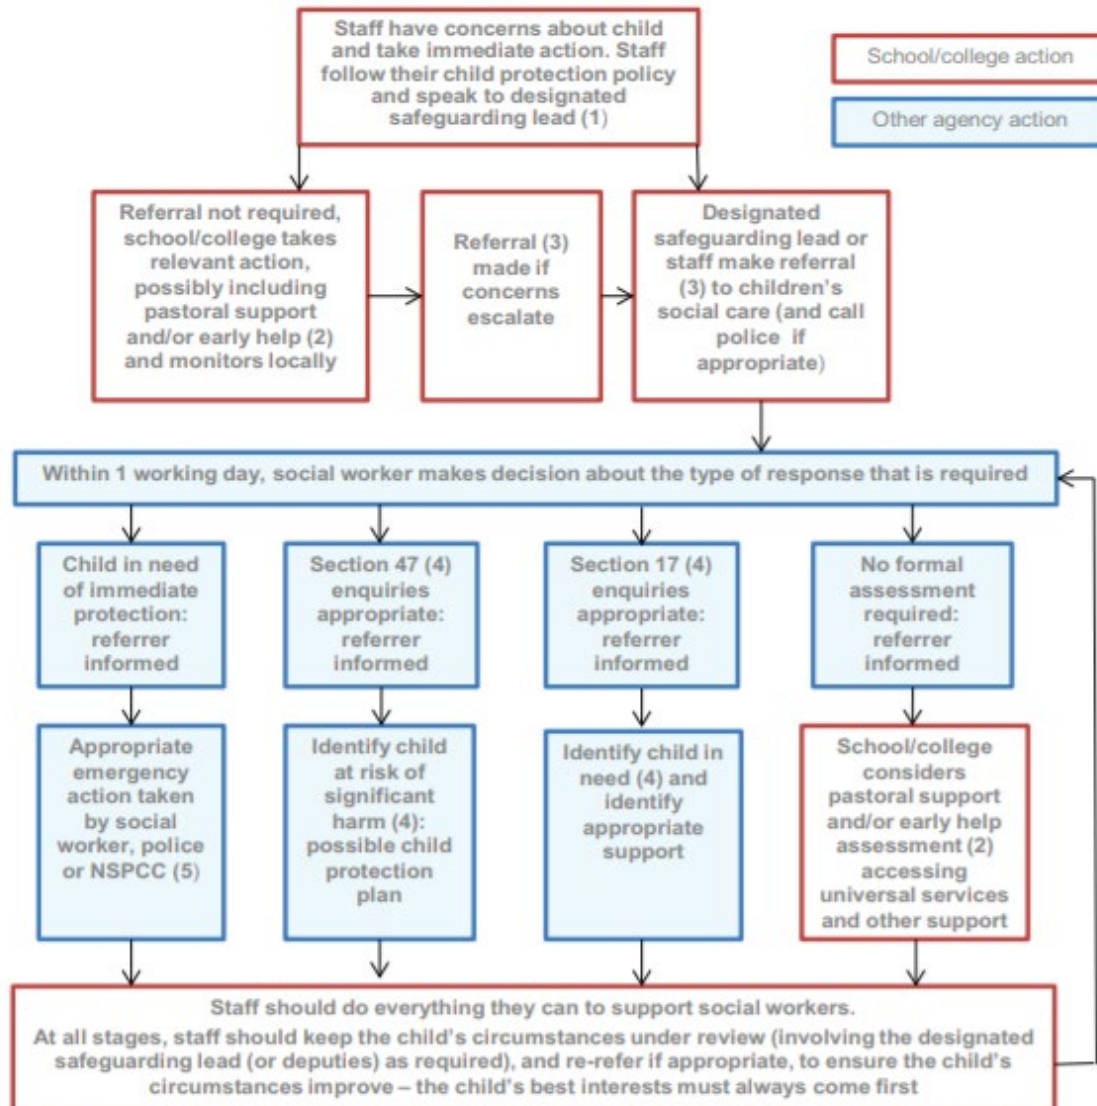 Staff have concerns about child
and take immediate action. Staff
follow their child protection policy
and speak to designated
safeguarding lead (1)
School/college action
Other agency action
Referral not required,
school/college takes
relevant action,
possibly including
pastoral support
and/or early help (2)
and monitors locally
Referral (3)
made if
concerns
escalate
Designated
safeguarding lead or
staff make referral
(3) to children’s
social care (and call
police if
appropriate)
Within 1 working day, social worker makes decision about the type of response that is required
Child in need
of immediate
protection:
referrer
informed
Section 47 (4)
enquiries
appropriate:
referrer
informed
Section 17 (4)
enquiries
appropriate:
referrer
informed
No formal
assessment
required:
referrer
informed
Appropriate
emergency
action taken
by social
worker, police
or NSPCC (5)
Identify child
at risk of
significant
harm (4):
possible child
protection
plan
Identify child in
need (4) and
identify
appropriate
support
School/college
considers
pastoral support
and/or early help
assessment (2)
accessing
universal services
and other support
Staff should do everything they can to support social workers.
At all stages, staff should keep the child’s circumstances under review (involving the designated
safeguarding lead (or deputies) as required), and re-refer if appropriate, to ensure the child’s
circumstances improve – the child’s best interests must always come first